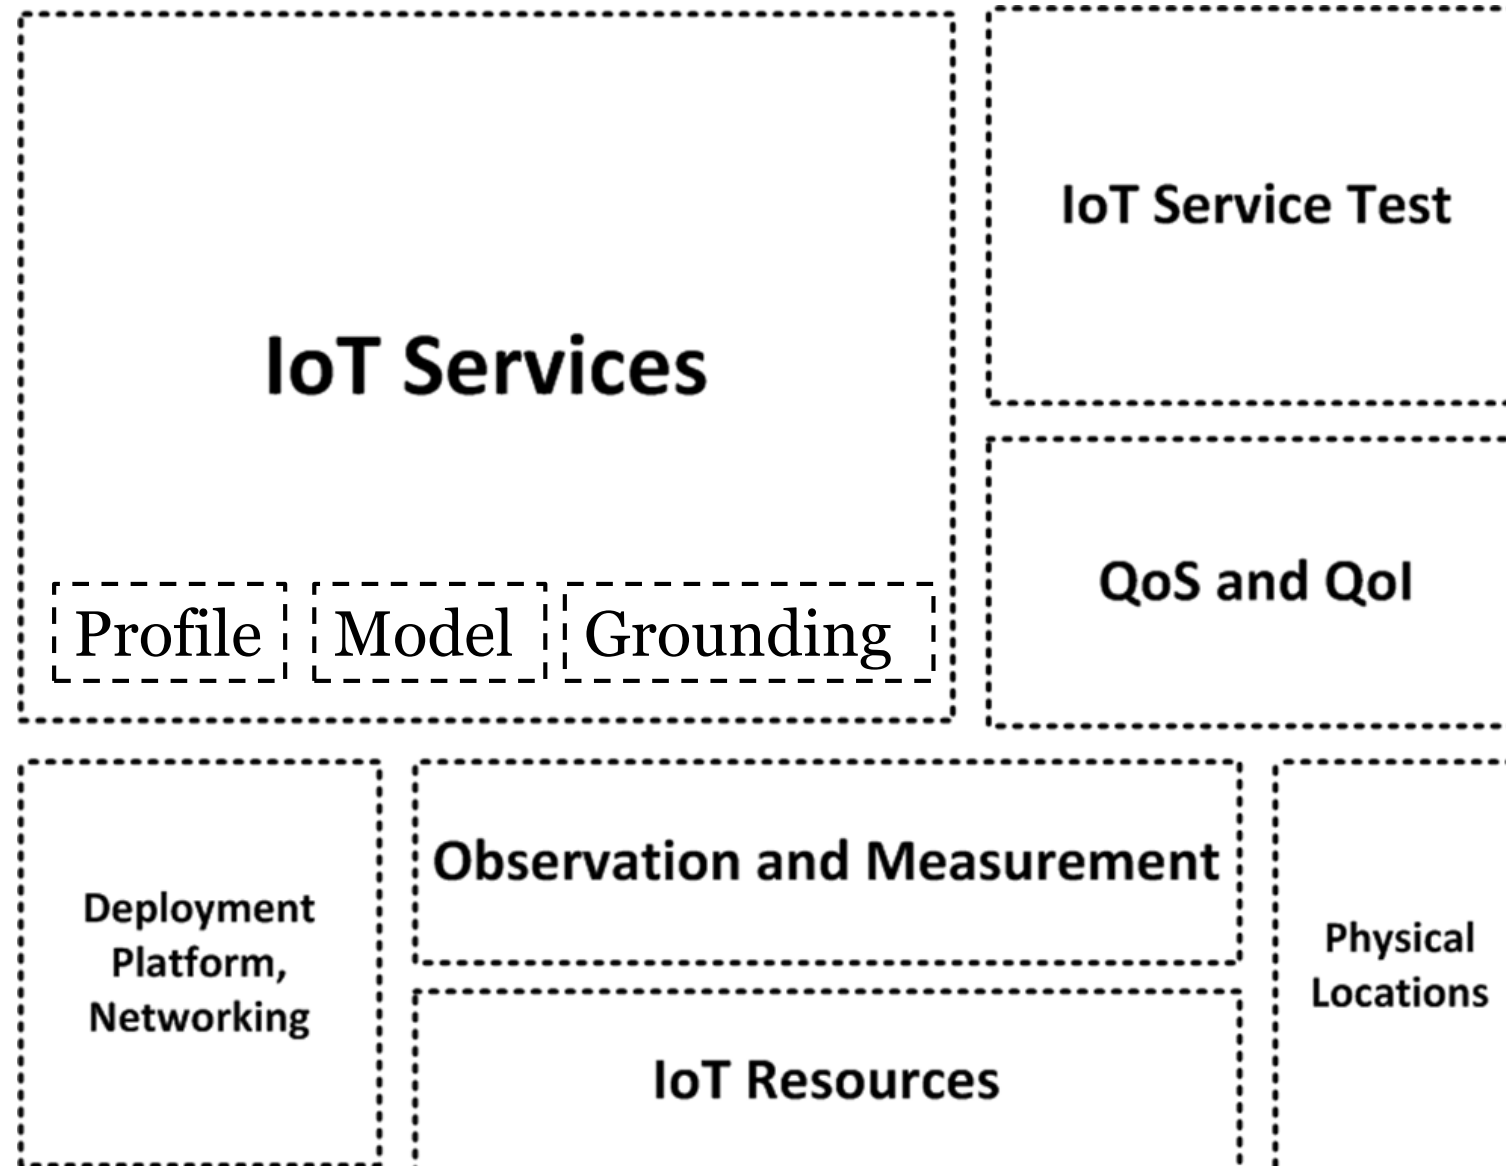 IoT Services
Profile
Model
Grounding
IoT Service Test
QoS and QoI
Deployment
Platform,
Networking
Observation and Measurement
IoT Resources
Physical
Locations